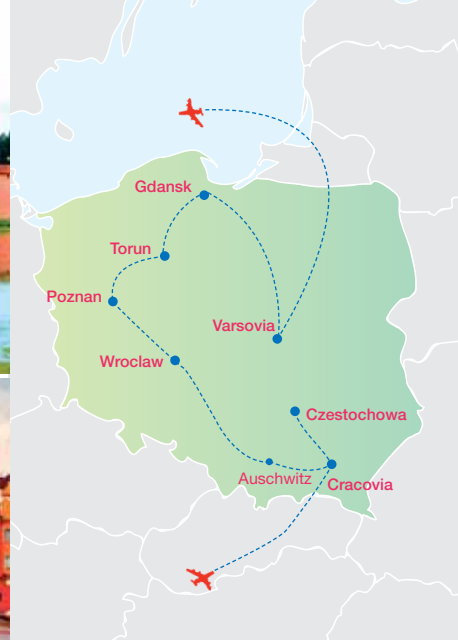 Gdansk
Torun
Poznan
Varsovia
Wroclaw
Czestochowa
Auschwitz
Cracovia